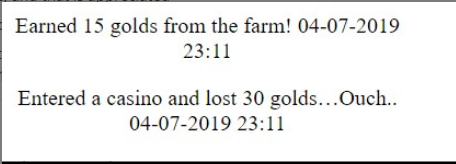 Earned 15 golds from the farm! 04-07-2019
23:11
Entered a casino and lost 30 golds...Ouch..
04-07-2019 23:11